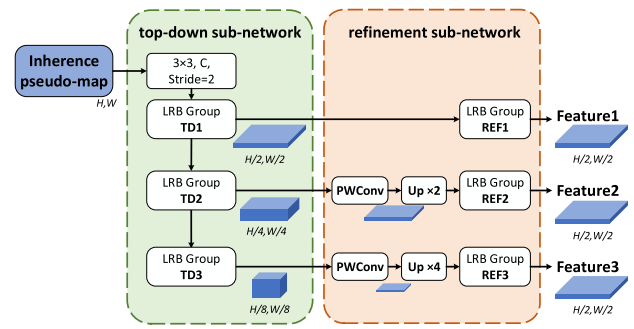 top-down sub-network
refinement sub-network
Inherence
pseudo-map
H,W
3×3, C,
Stride=2
LRB Group
TD1
H/2,W/2
LRB Group
REF1
Feature1
H/2,W/2
LRB Group
TD2
H/4,W/4
PWConv
Up ×2
LRB Group
REF2
Feature2
H/2,W/2
LRB Group
TD3
H/8,W/8
PWConv
Up ×4
LRB Group
REF3
Feature3
H/2,W/2